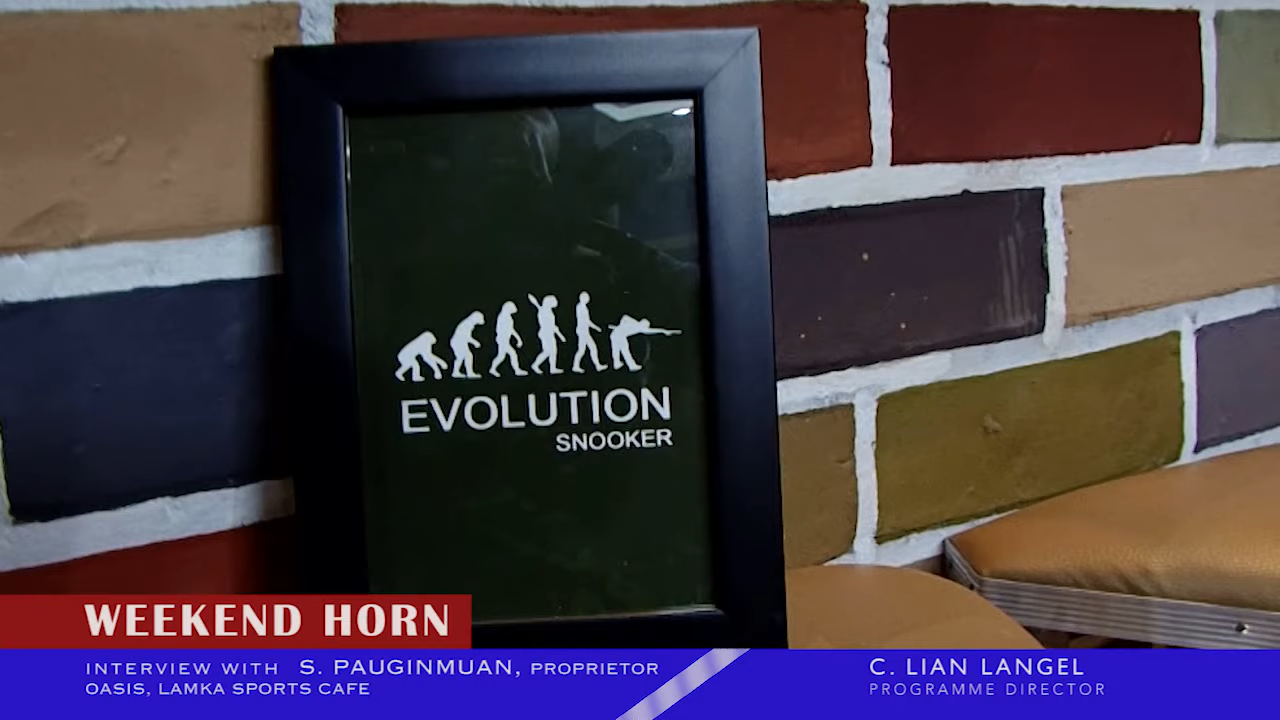 EVOLUTION
SNOOKER
WEEKEND HORN
INTERVIEW WITH S. PAUGINMUAN, PROPRIETOR
OASIS, LAMKA SPORTS CAFE
C. LIAN LANGEL
PROGRAMME DIRECTOR